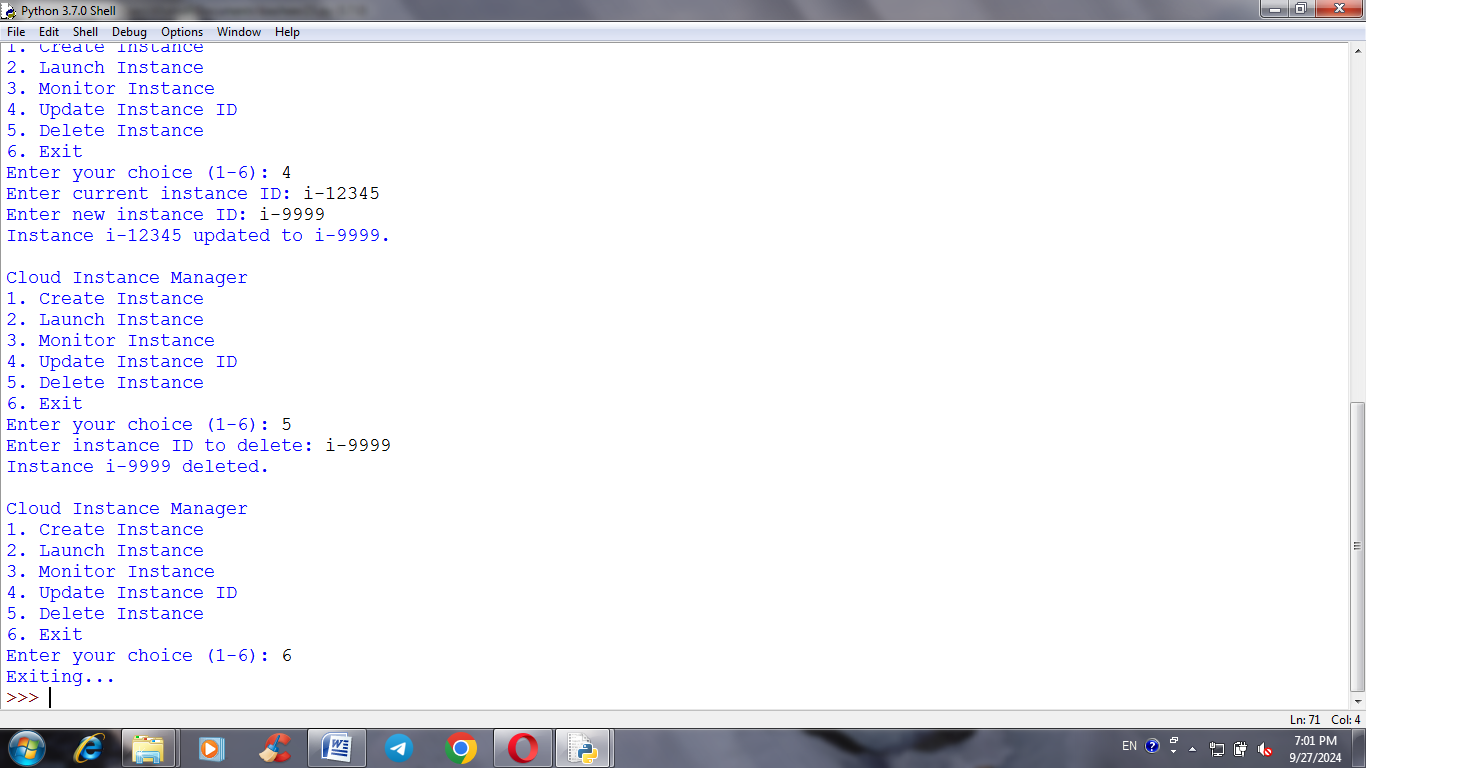 Python 3.7.0 Shell
File Edit Shell Debug Options Window Help
1. Create Instance
2. Launch Instance
3. Monitor Instance
4. Update Instance ID
5. Delete Instance
6. Exit
Enter your choice (1-6): 4
Enter current instance ID: i-12345
Enter new instance ID: i-9999
Instance i-12345 updated to i-9999.
Cloud Instance Manager
1. Create Instance
2. Launch Instance
3. Monitor Instance
4. Update Instance ID
5. Delete Instance
6. Exit
Enter your choice (1-6): 5
Enter instance ID to delete: i-9999
Instance i-9999 deleted.
Cloud Instance Manager
1. Create Instance
2. Launch Instance
3. Monitor Instance
4. Update Instance ID
5. Delete Instance
6. Exit
Enter your choice (1-6): 6
Exiting...
>>>
Ln: 71 Col: 4
EN
7:01 PM
9/27/2024